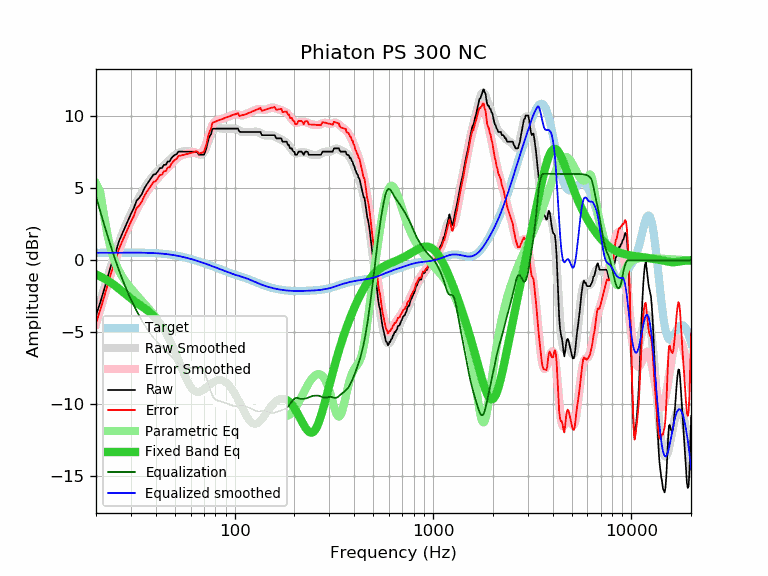 Phiaton PS 300 NC
10
5
0
−5
−10
−15
Amplitude (dBr)
Target
Raw Smoothed
Error Smoothed
Raw
Error
Parametric Eq
Fixed Band Eq
Equalization
Equalized smoothed
100 1000 10000
Frequency (Hz)